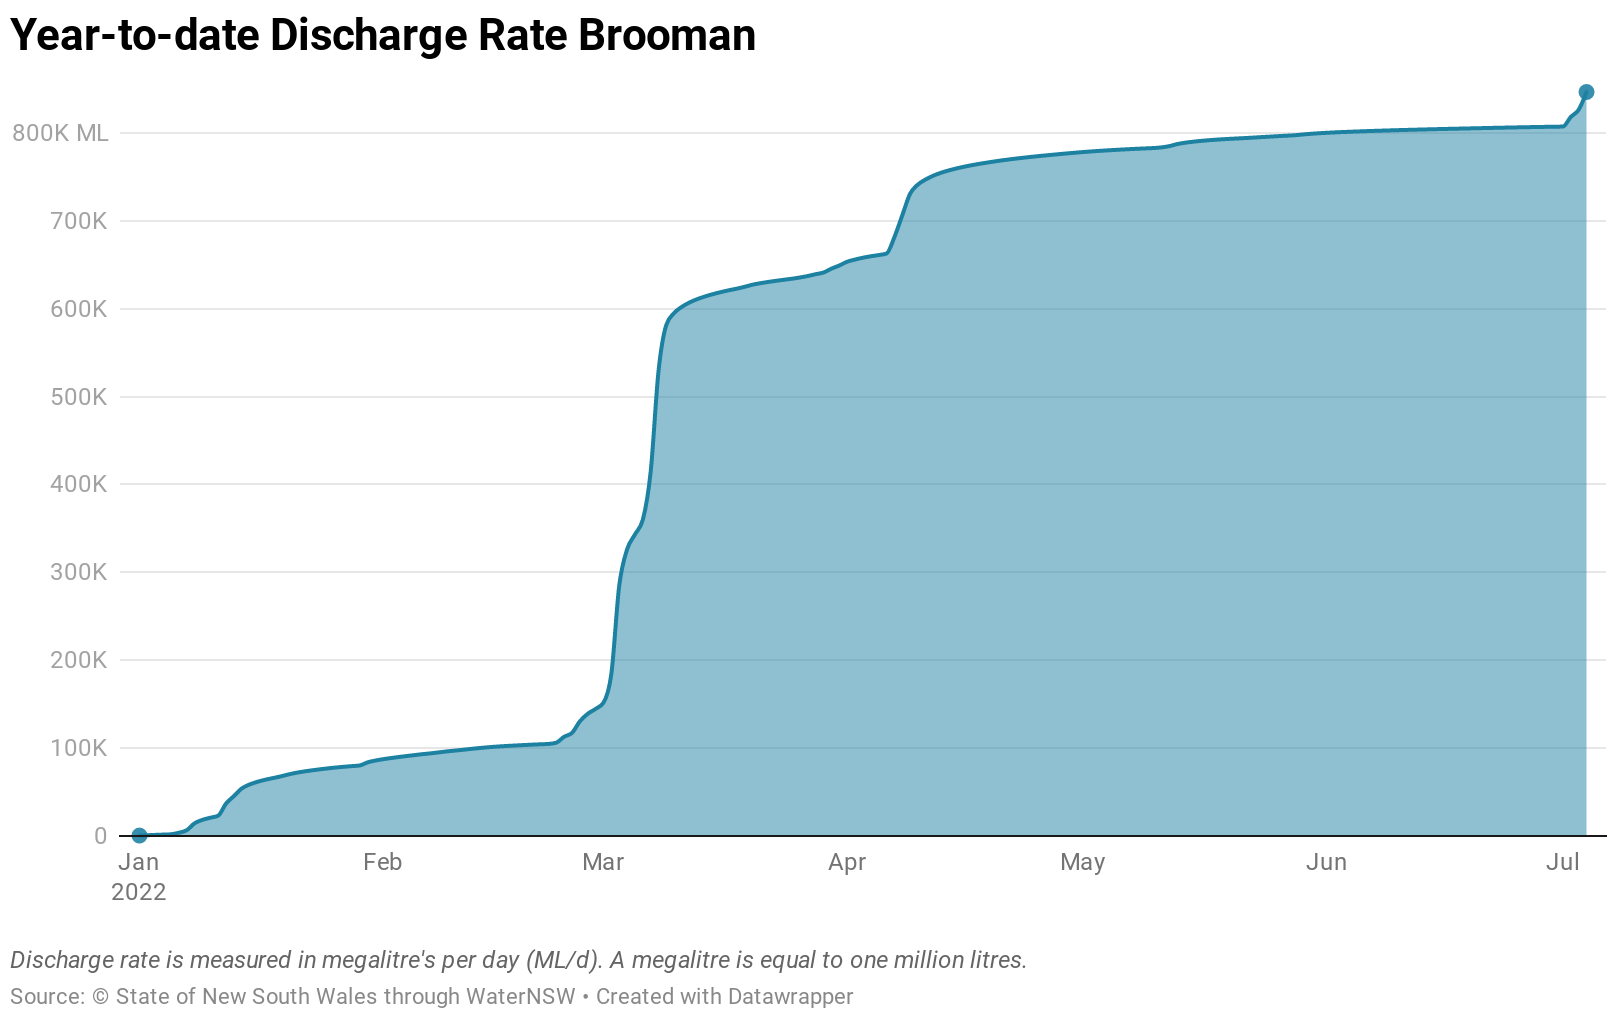 Year-to-date Discharge Rate Brooman
800K ML
700K
600K
500K
400K
300K
200K
100K
0
Jan Feb Mar Apr May Jun Jul
2022
Discharge rate is measured in megalitre's per day (ML/d). A megalitre is equal to one million litres.
Source: © State of New South Wales through WaterNSW • Created with Datawrapper